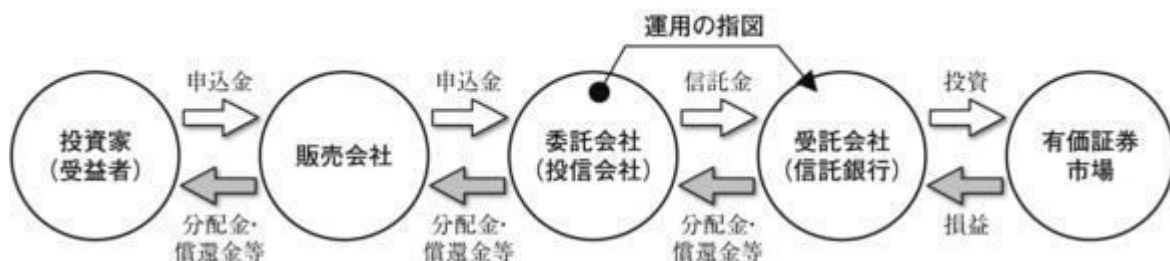 運用の指図
申込金
申込金
信託金
投資
投資家
(受益者)
販売会社
委託会社
(投信会社)
受託会社
(信託銀行)
有価証券
市場
分配金・
償還金等
分配金・
償還金等
分配金・
償還金等
損益